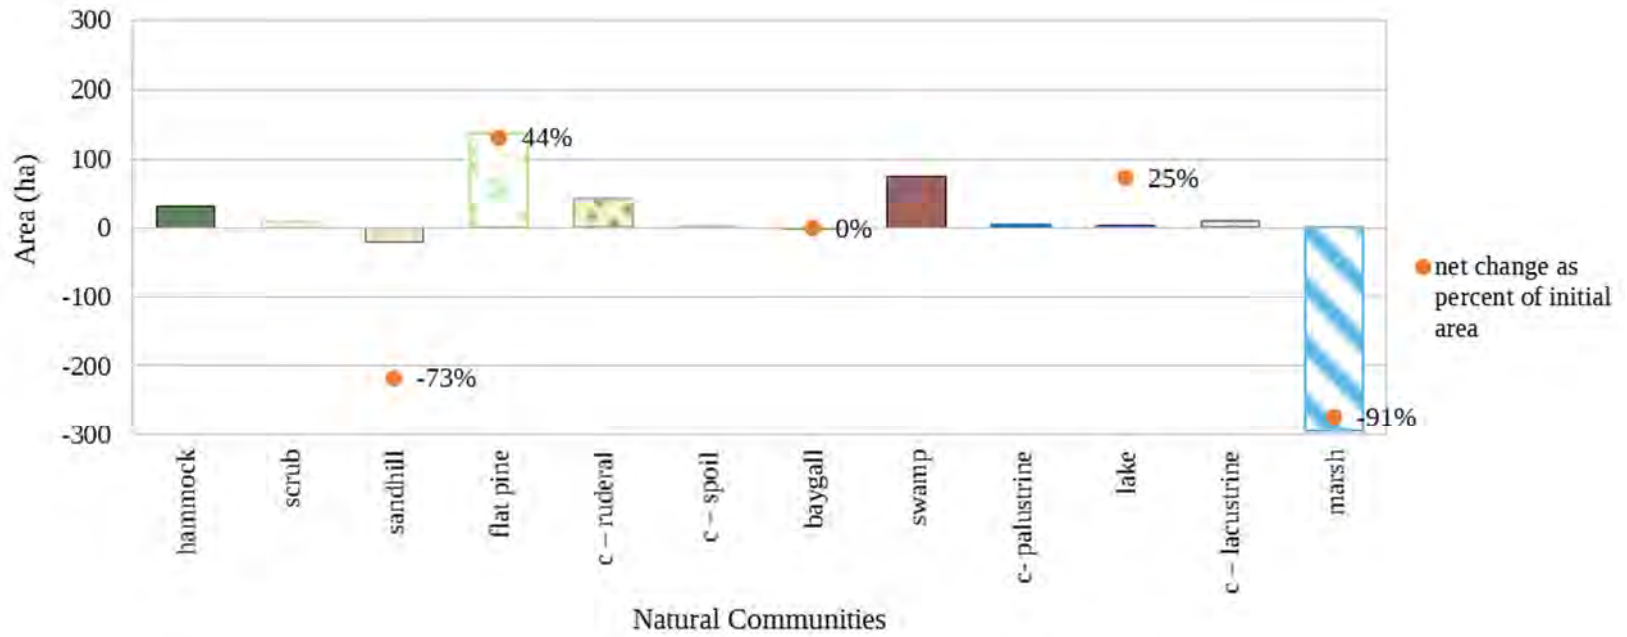 300
200
100
0
-100
-200
-300
Area (ha)
44%
-73%
0%
25%
-91%
net change as
percent of initial
area
hammock
scrub
sandhill
flat pine
c – ruderal
c – spoil
baygall
swamp
c- palustrine
lake
c – lacustrine
marsh
Natural Communities